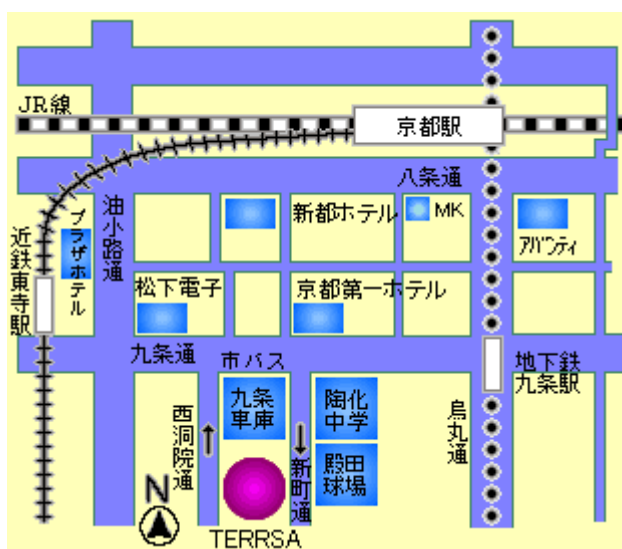 JR線
京都駅
八条通
油小路通
プラザホテル
近鉄東寺駅
新都ホテル
MK
アバンティ
松下電子
京都第一ホテル
九条通
市バス
九条
車庫
陶化
中学
地下鉄
九条駅
西洞院通
新町通
殿田
球場
烏丸通
N
TERRSA